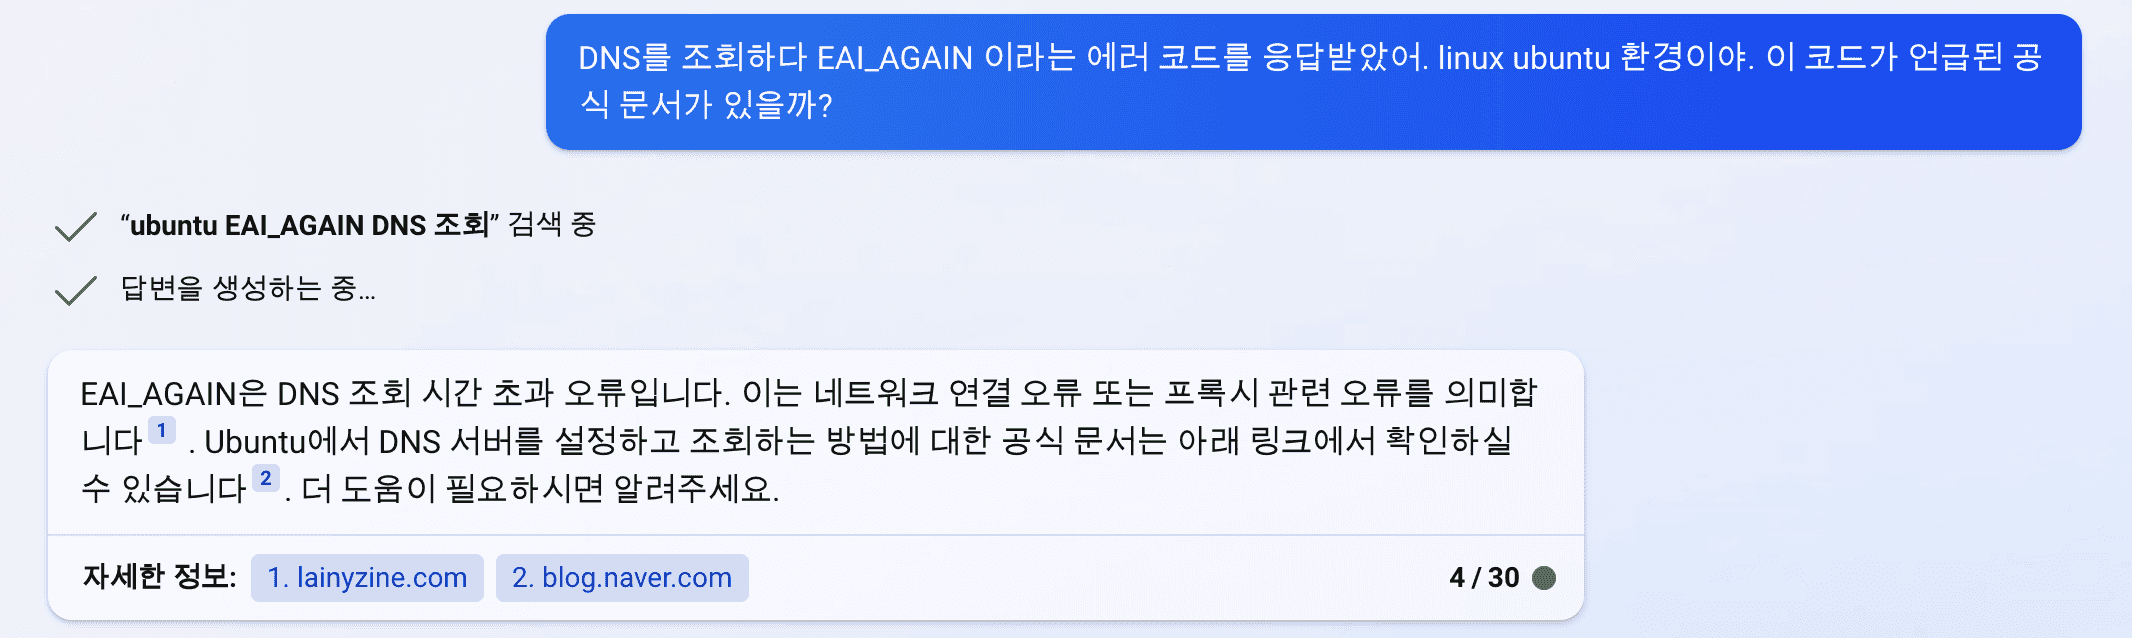 DNS를 조회하다 EAI_AGAIN 이라는 에러 코드를 응답받았어. linux ubuntu 환경이야. 이 코드가 언급된 공
식 문서가 있을까?
“ubuntu EAI_AGAIN DNS 조회” 검색 중
답변을 생성하는 중...
EAI_AGAIN은 DNS 조회 시간 초과 오류입니다. 이는 네트워크 연결 오류 또는 프록시 관련 오류를 의미합
니다 1 . Ubuntu에서 DNS 서버를 설정하고 조회하는 방법에 대한 공식 문서는 아래 링크에서 확인하실
수 있습니다 2 . 더 도움이 필요하시면 알려주세요.
자세한 정보: 1. lainyzine.com 2. blog.naver.com 4 / 30